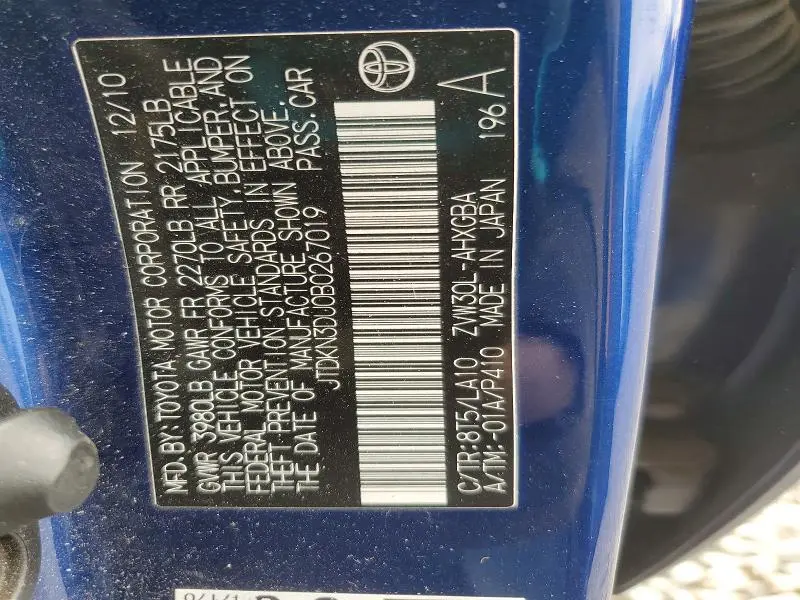 MFD. BY: TOYOTA MOTOR CORPORATION 12/10
GVWR 3980LB GAWR FR 2270LB RR 2175LB
THIS VEHICLE CONFORMS TO ALL APPLICABLE
FEDERAL MOTOR VEHICLE SAFETY, BUMPER, AND
THEFT PREVENTION STANDARDS IN EFFECT ON
THE DATE OF MANUFACTURE SHOWN ABOVE.
JTDKN3DU0B0267019 PASS. CAR
C/TR: 8T5/LA10 ZVW30L-AHXGBA
A/TM: -01A/P410 MADE IN JAPAN 196 A